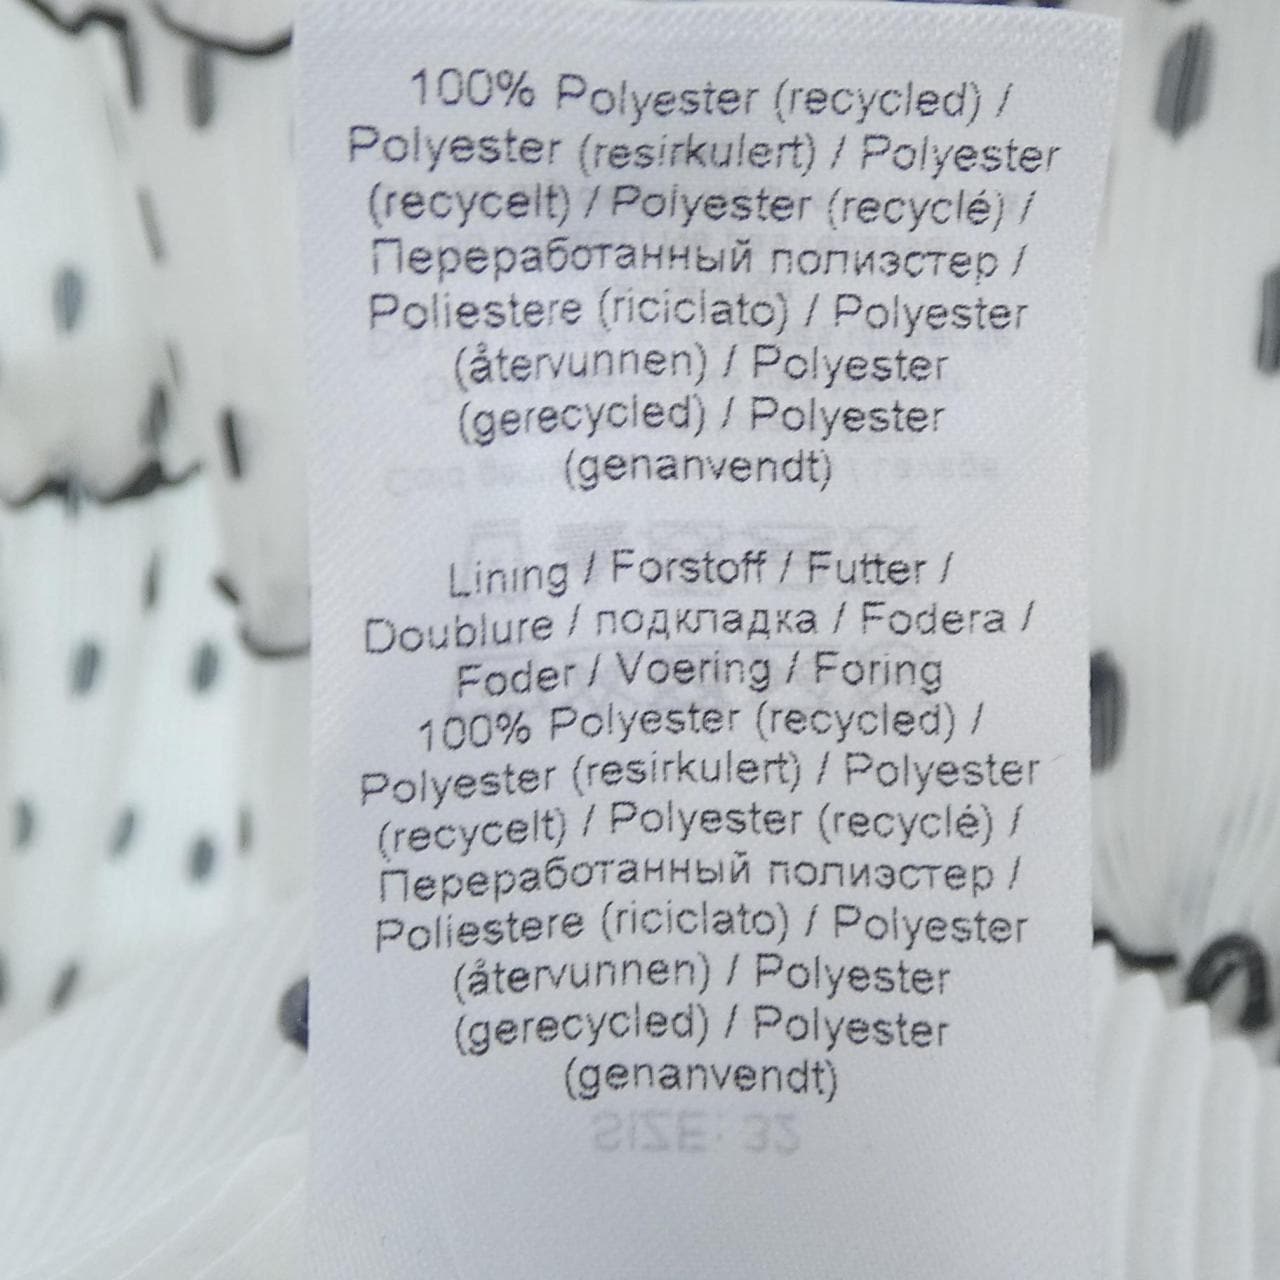 100% Polyester (recycled) /
Polyester (resirkulert) / Polyester
(recycelt) / Polyester (recyclé) /
Переработанный полиэстер /
Poliestere (riciclato) / Polyester
(återvunnen) / Polyester
(gerecycled) / Polyester
(genanvendt)
Lining / Forstoff / Futter /
Doublure / подкладка / Fodera /
Foder / Voering / Foring
100% Polyester (recycled) /
Polyester (resirkulert) / Polyester
(recycelt) / Polyester (recyclé) /
Переработанный полиэстер /
Poliestere (riciclato) / Polyester
(återvunnen) / Polyester
(gerecycled) / Polyester
(genanvendt)
SIZE: 32